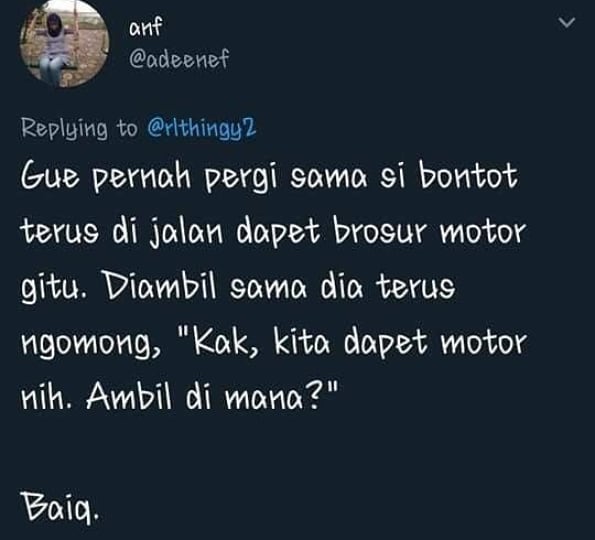 anf
@adeenef
Replying to @rlthingy2
Gue pernah pergi sama si bontot
terus di jalan dapet brosur motor
gitu. Diambil sama dia terus
ngomong, "Kak, kita dapet motor
nih. Ambil di mana?"
Baiq.